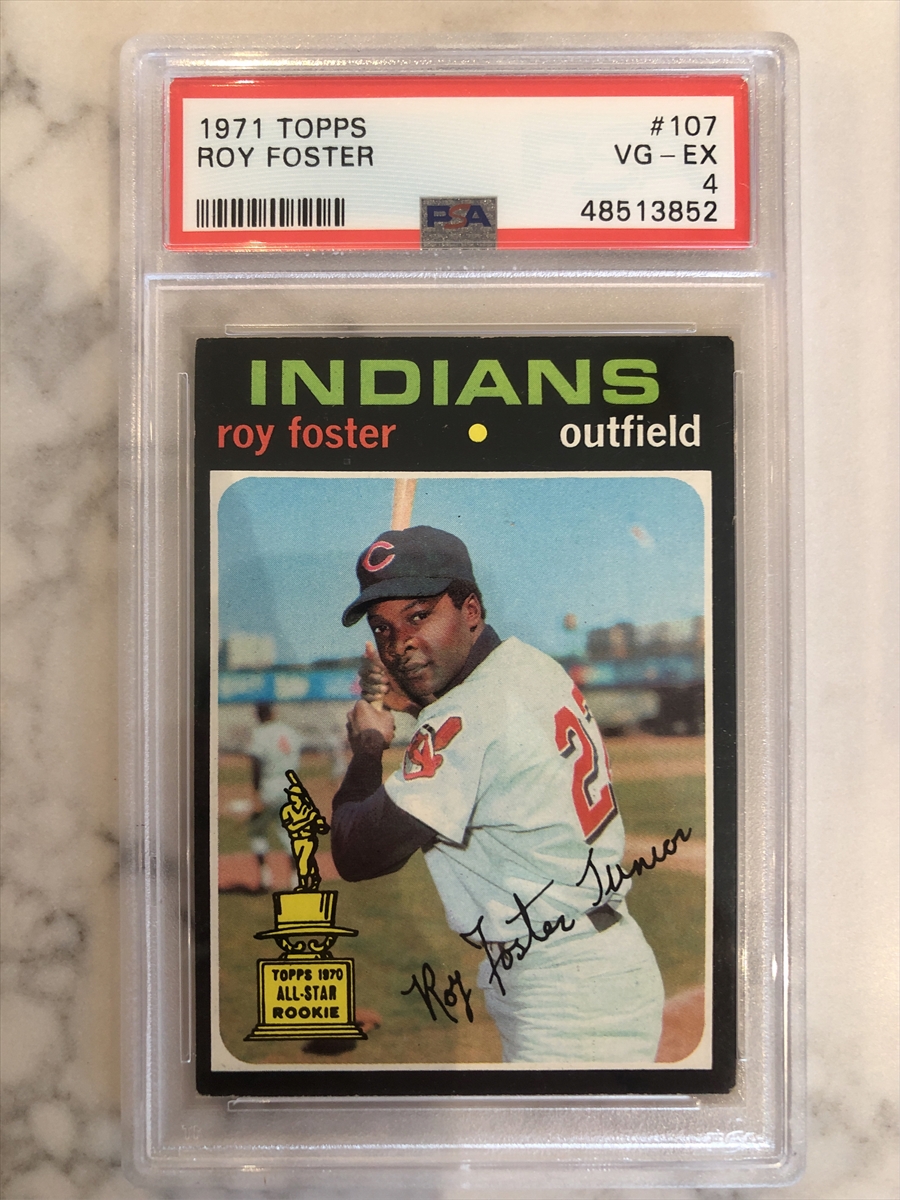 1971 TOPPS #107
ROY FOSTER VG-EX
4
PSA 48513852
INDIANS
roy foster outfield
C
2
TOPPS 1970
ALL-STAR
ROOKIE
Roy Foster Junior